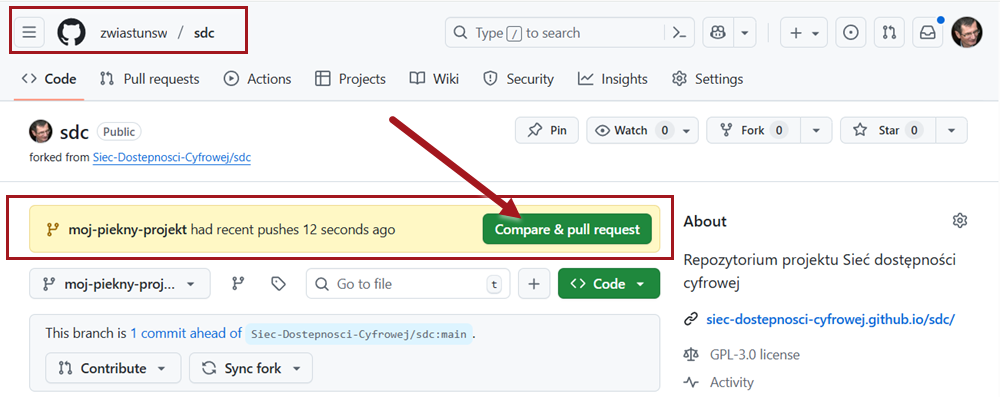 zwiastunsw / sdc
Type / to search
Code Pull requests Actions Projects Wiki Security Insights Settings
sdc Public
Pin Watch 0 Fork 0 Star 0
forked from Siec-Dostepnosci-Cyfrowej/sdc
moj-piekny-projekt had recent pushes 12 seconds ago
Compare & pull request
moj-piekny-proj...
Go to file t
Code
This branch is 1 commit ahead of Siec-Dostepnosci-Cyfrowej/sdc:main.
Contribute Sync fork
About
Repozytorium projektu Sieć dostępności
cyfrowej
siec-dostepnosci-cyfrowej.github.io/sdc/
GPL-3.0 license
Activity